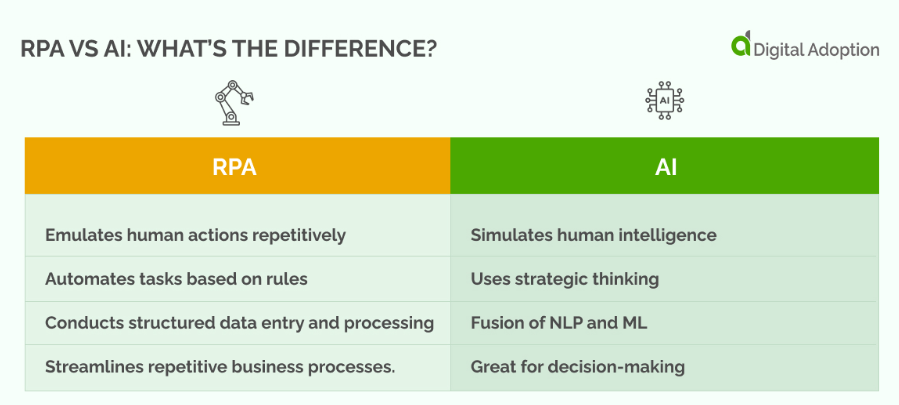 RPA VS AI: WHAT'S THE DIFFERENCE?
Digital Adoption
AI
RPA
AI
Emulates human actions repetitively
Simulates human intelligence
Automates tasks based on rules
Uses strategic thinking
Conducts structured data entry and processing
Fusion of NLP and ML
Streamlines repetitive business processes.
Great for decision-making